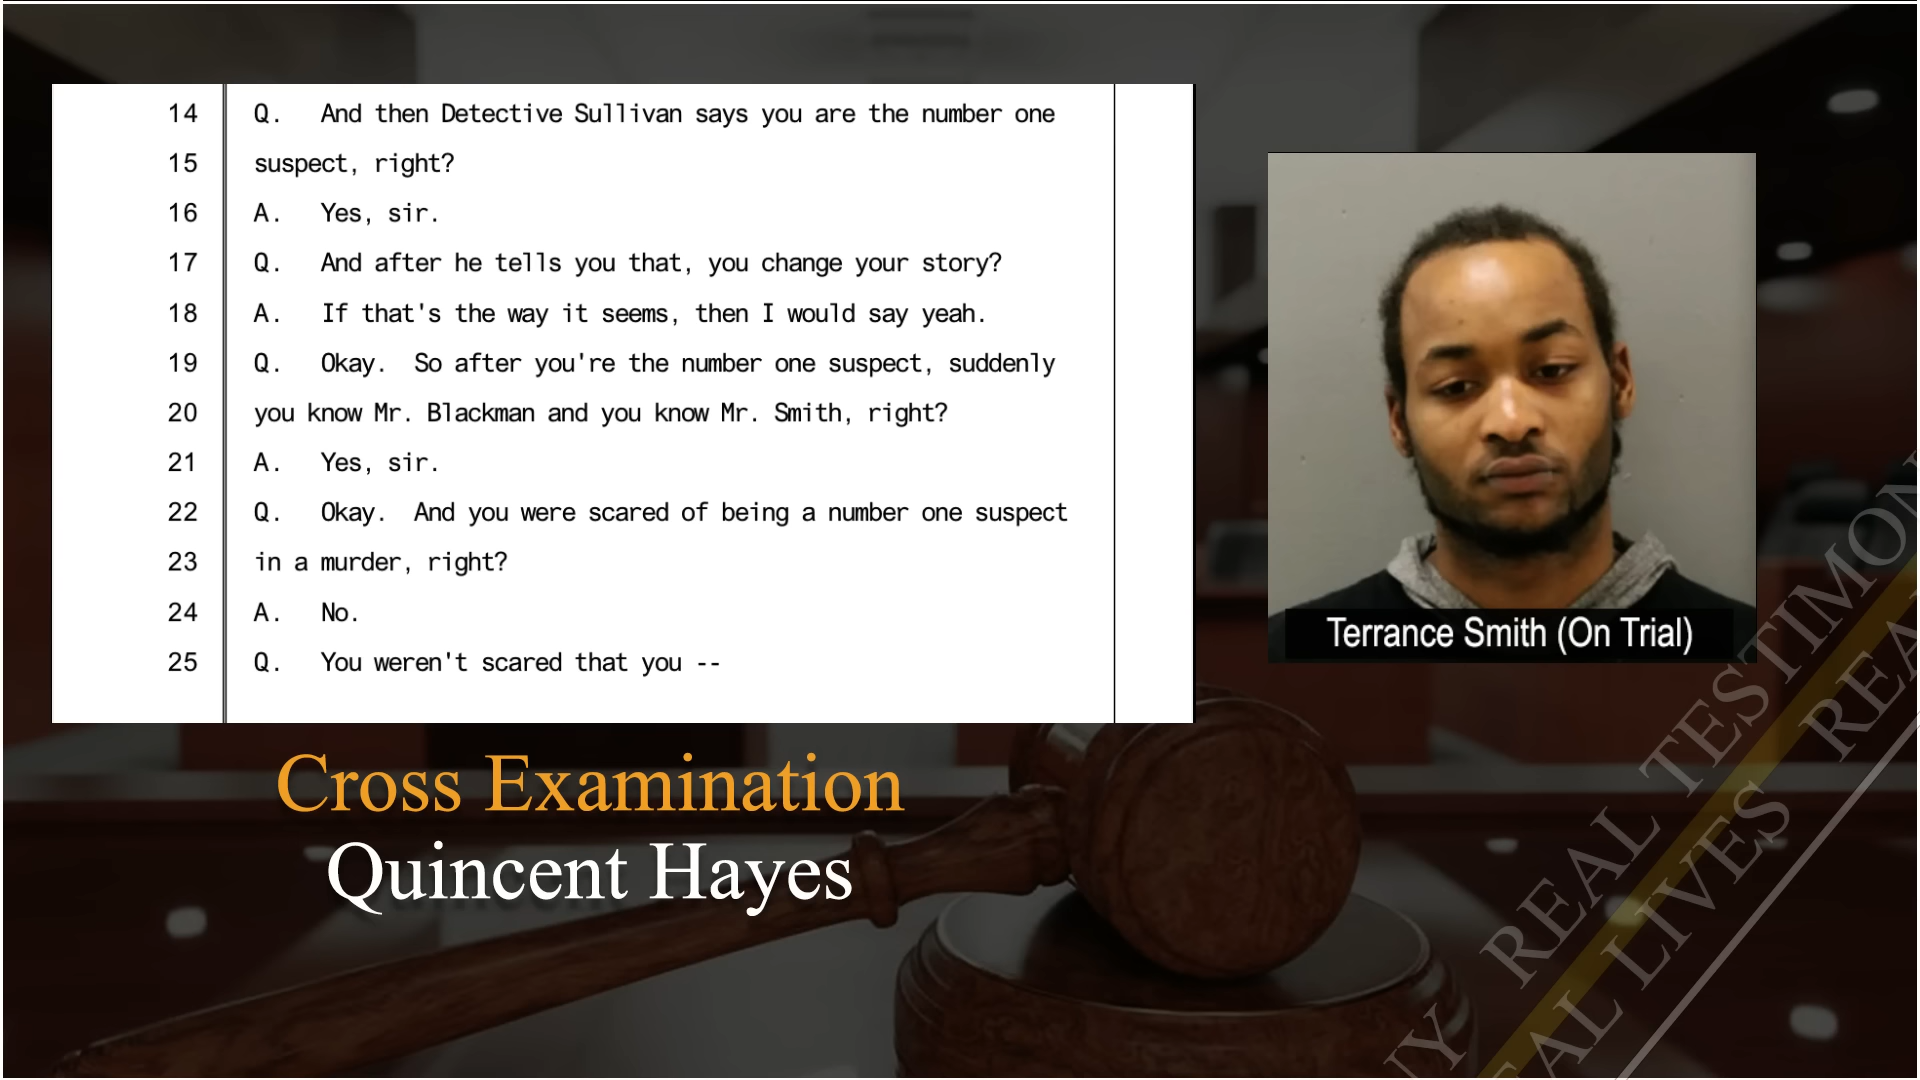 14 Q. And then Detective Sullivan says you are the number one
15 suspect, right?
16 A. Yes, sir.
17 Q. And after he tells you that, you change your story?
18 A. If that's the way it seems, then I would say yeah.
19 Q. Okay. So after you're the number one suspect, suddenly
20 you know Mr. Blackman and you know Mr. Smith, right?
21 A. Yes, sir.
22 Q. Okay. And you were scared of being a number one suspect
23 in a murder, right?
24 A. No.
25 Q. You weren't scared that you --
Terrance Smith (On Trial)
Cross Examination
Quincent Hayes
REAL TESTIMON
REAL LIVES